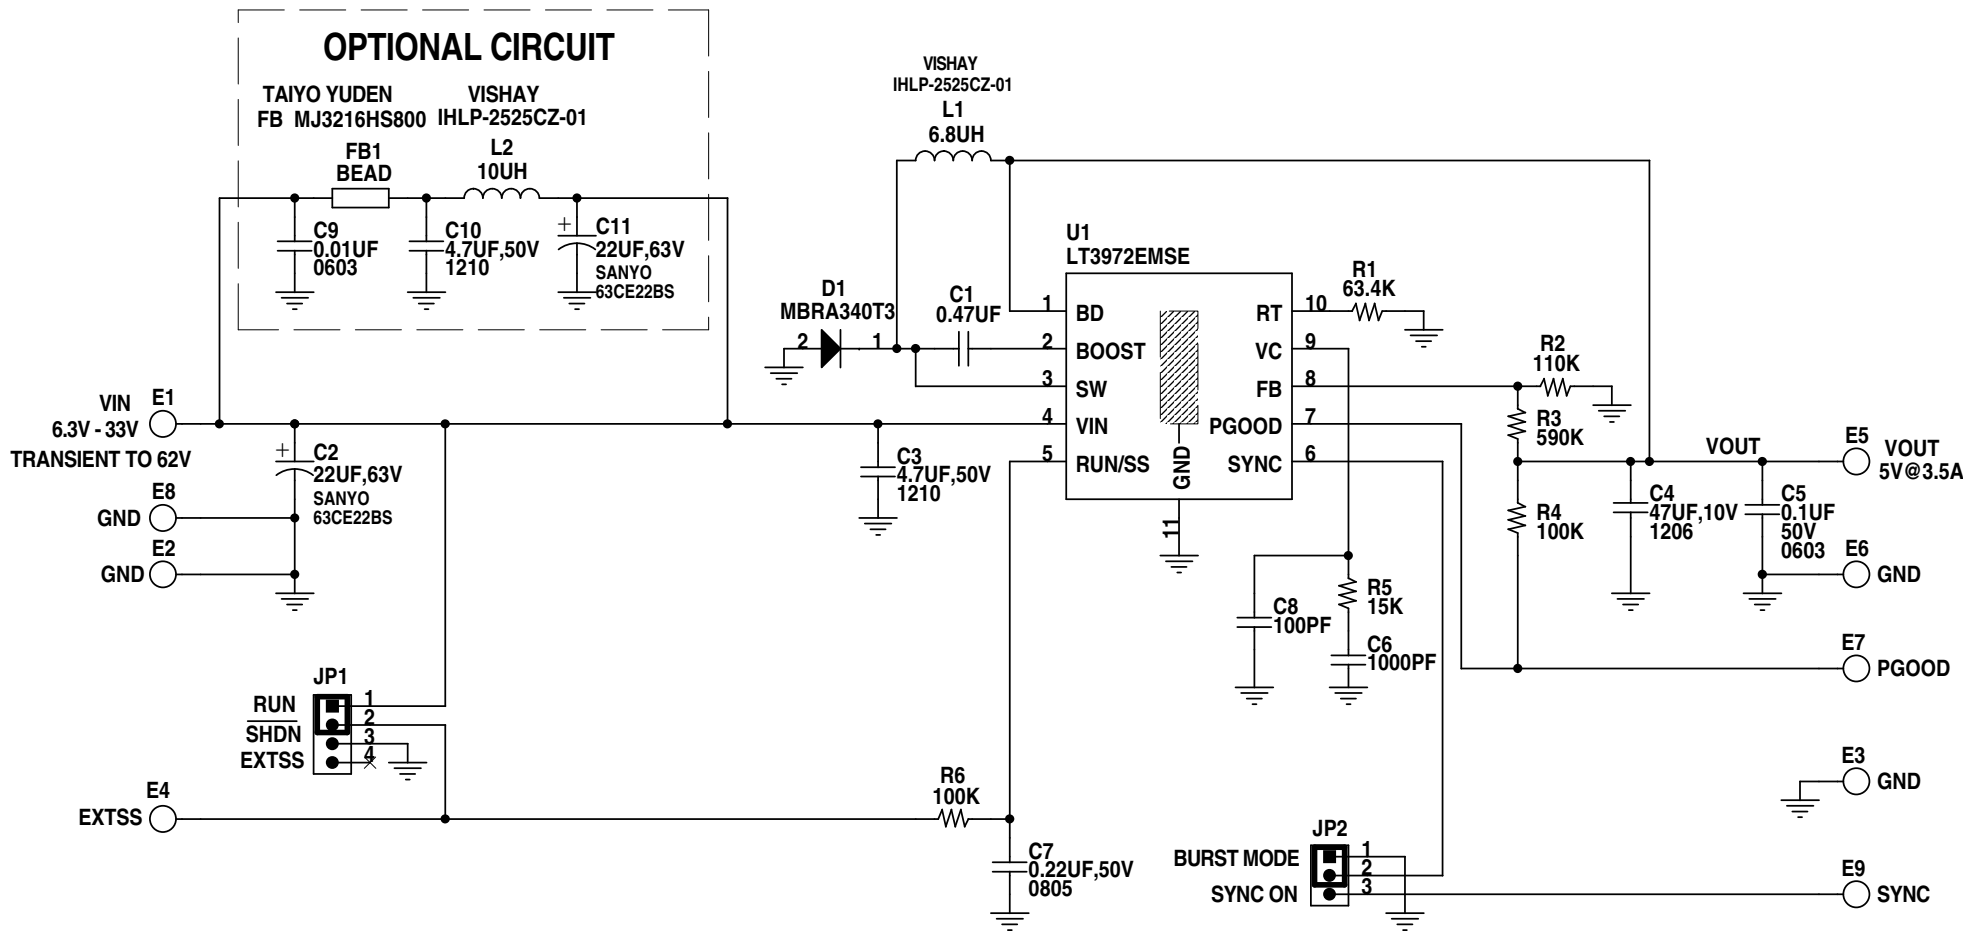 OPTIONAL CIRCUIT
TAIYO YUDEN
FB MJ3216HS800
VISHAY
IHLP-2525CZ-01
FB1
BEAD
L2
10UH
C9
0.01UF
0603
C10
4.7UF,50V
1210
+
C11
22UF,63V
SANYO
63CE22BS
VISHAY
IHLP-2525CZ-01
L1
6.8UH
U1
LT3972EMSE
D1
MBRA340T3
2
1
C1
0.47UF
1
BD
2
BOOST
3
SW
4
VIN
5
RUN/SS
GND
11
RT
10
VC
9
FB
8
PGOOD
7
SYNC
6
R1
63.4K
R2
110K
R3
590K
R4
100K
VIN
6.3V - 33V
TRANSIENT TO 62V
E1
E8
GND
E2
GND
+
C2
22UF,63V
SANYO
63CE22BS
C3
4.7UF,50V
1210
VOUT
E5
VOUT
5V@3.5A
C4
47UF,10V
1206
C5
0.1UF
50V
0603
E6
GND
C8
100PF
R5
15K
C6
1000PF
E7
PGOOD
JP1
RUN
SHDN
EXTSS
1
2
3
4
E4
EXTSS
R6
100K
C7
0.22UF,50V
0805
E3
GND
JP2
BURST MODE
SYNC ON
1
2
3
E9
SYNC